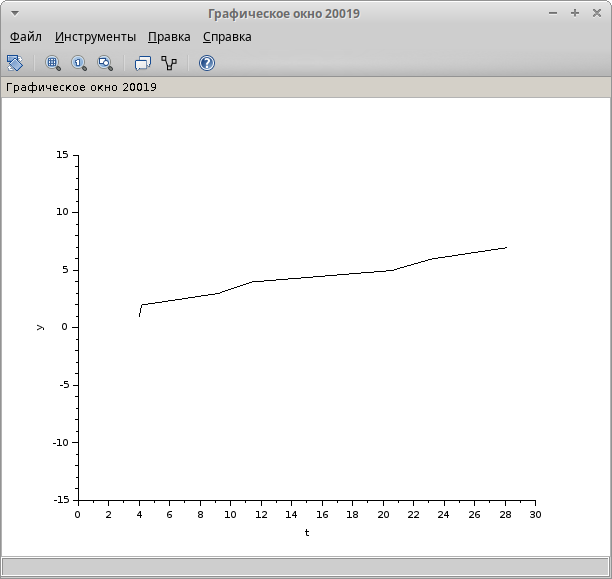 Графическое окно 20019
Файл Инструменты Правка Справка
Графическое окно 20019
15
10
5
y
0
-5
-10
-15
0 2 4 6 8 10 12 14 16 18 20 22 24 26 28 30
t